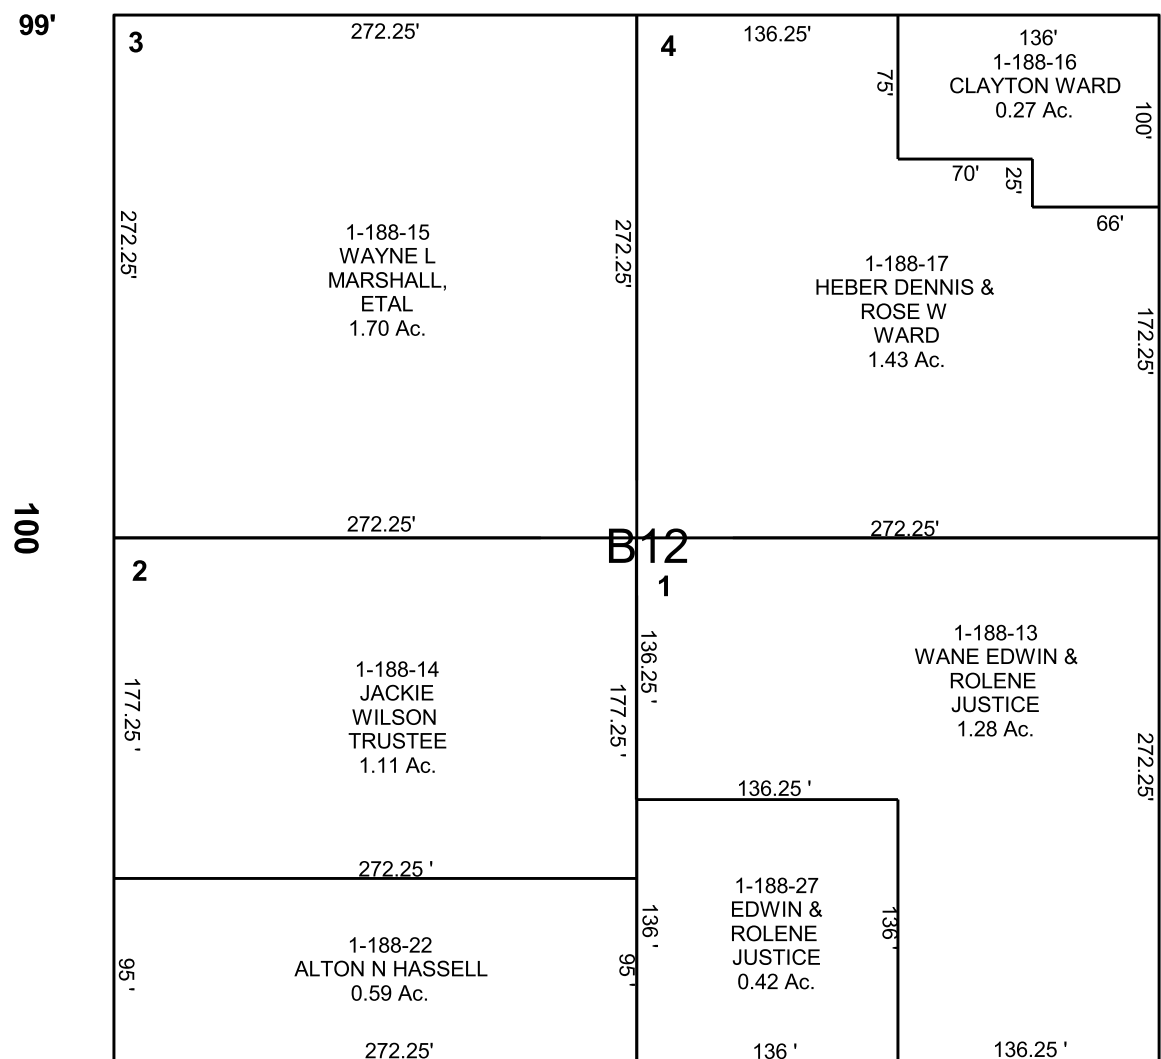 99'
3
272.25'
4
136.25'
136'
1-188-16
CLAYTON WARD
0.27 Ac.
75'
100'
70'
25'
66'
272.25'
1-188-15
WAYNE L
MARSHALL,
ETAL
1.70 Ac.
272.25'
1-188-17
HEBER DENNIS &
ROSE W
WARD
1.43 Ac.
172.25'
100
272.25'
272.25'
B12
2
1
1-188-14
JACKIE
WILSON
TRUSTEE
1.11 Ac.
177.25 '
177.25 '
136.25 '
1-188-13
WANE EDWIN &
ROLENE
JUSTICE
1.28 Ac.
272.25'
136.25 '
272.25 '
1-188-27
EDWIN &
ROLENE
JUSTICE
0.42 Ac.
136 '
136 '
1-188-22
ALTON N HASSELL
0.59 Ac.
95 '
95 '
272.25'
136 '
136.25 '